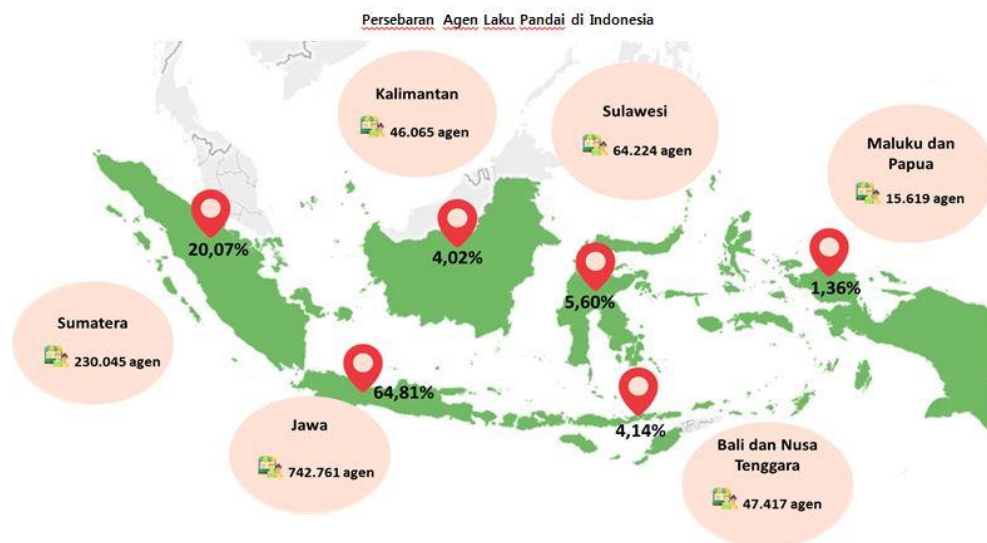 Persebaran Agen Laku Pandai di Indonesia
Kalimantan
46.065 agen
Sulawesi
64.224 agen
Maluku dan
Papua
15.619 agen
20,07%
4,02%
5,60%
1,36%
Sumatera
230.045 agen
64,81%
4,14%
Jawa
742.761 agen
Bali dan Nusa
Tenggara
47.417 agen